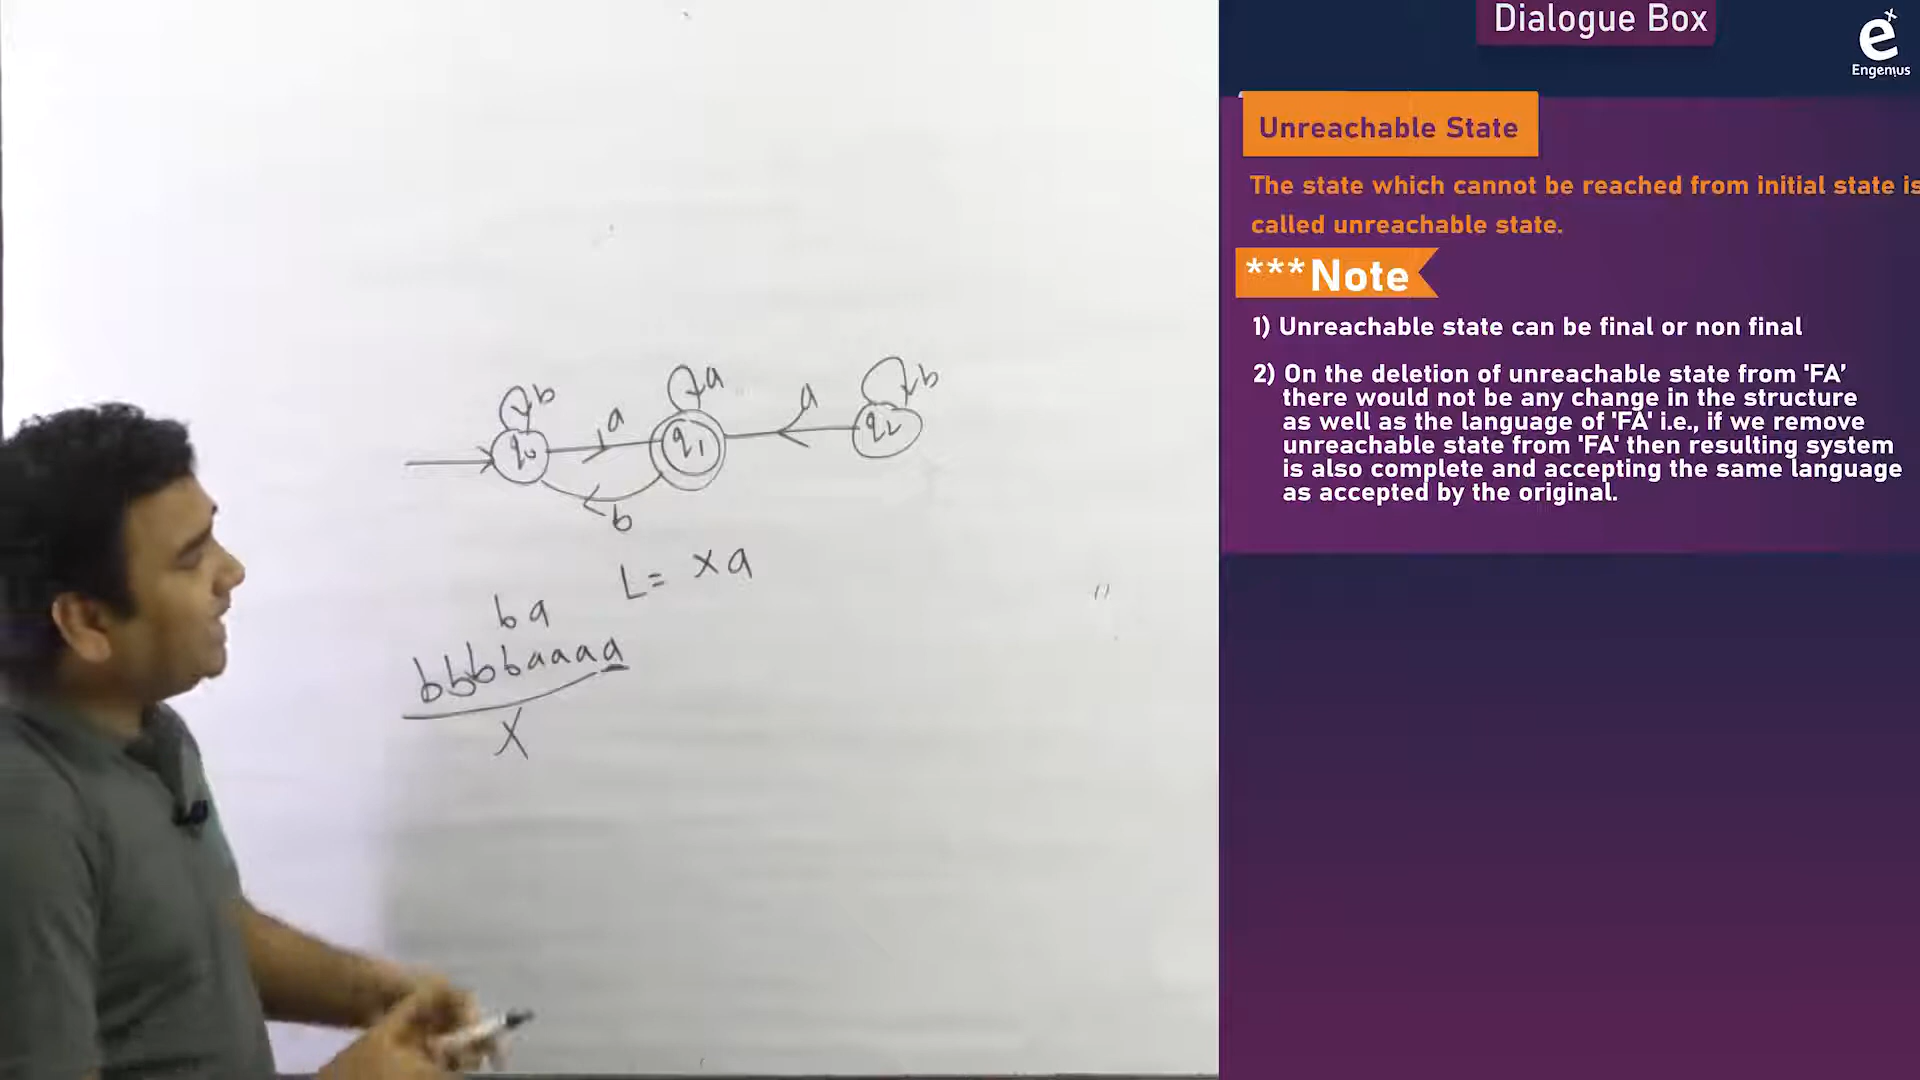 Dialogue Box
ex
Engenius
Unreachable State
The state which cannot be reached from initial state is
called unreachable state.
***Note
1) Unreachable state can be final or non final
2) On the deletion of unreachable state from 'FA'
there would not be any change in the structure
as well as the language of 'FA' i.e., if we remove
unreachable state from 'FA' then resulting system
is also complete and accepting the same language
as accepted by the original.
b a b
a a
q0 q1 q2
b
L = xa
ba
bbbbaaaa
X